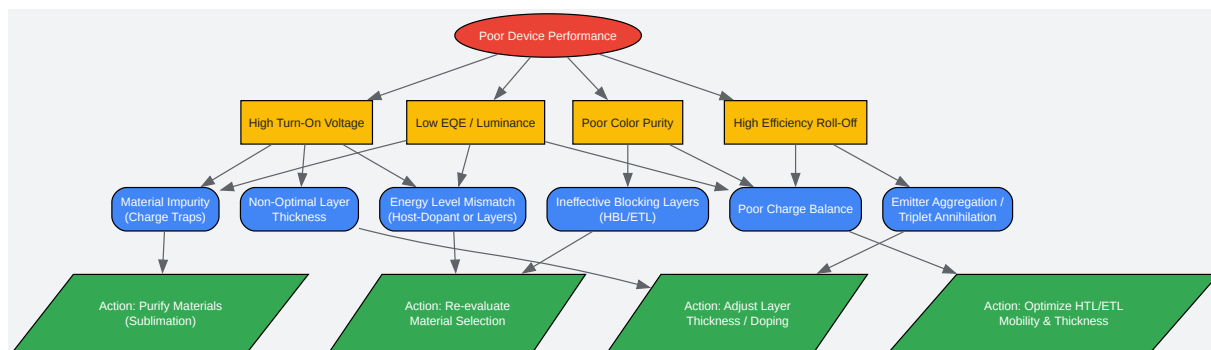 Poor Device Performance
High Turn-On Voltage
Low EQE / Luminance
Poor Color Purity
High Efficiency Roll-Off
Material Impurity
(Charge Traps)
Non-Optimal Layer
Thickness
Energy Level Mismatch
(Host-Dopant or Layers)
Ineffective Blocking Layers
(HBL/ETL)
Poor Charge Balance
Emitter Aggregation /
Triplet Annihilation
Action: Purify Materials
(Sublimation)
Action: Re-evaluate
Material Selection
Action: Adjust Layer
Thickness / Doping
Action: Optimize HTL/ETL
Mobility & Thickness